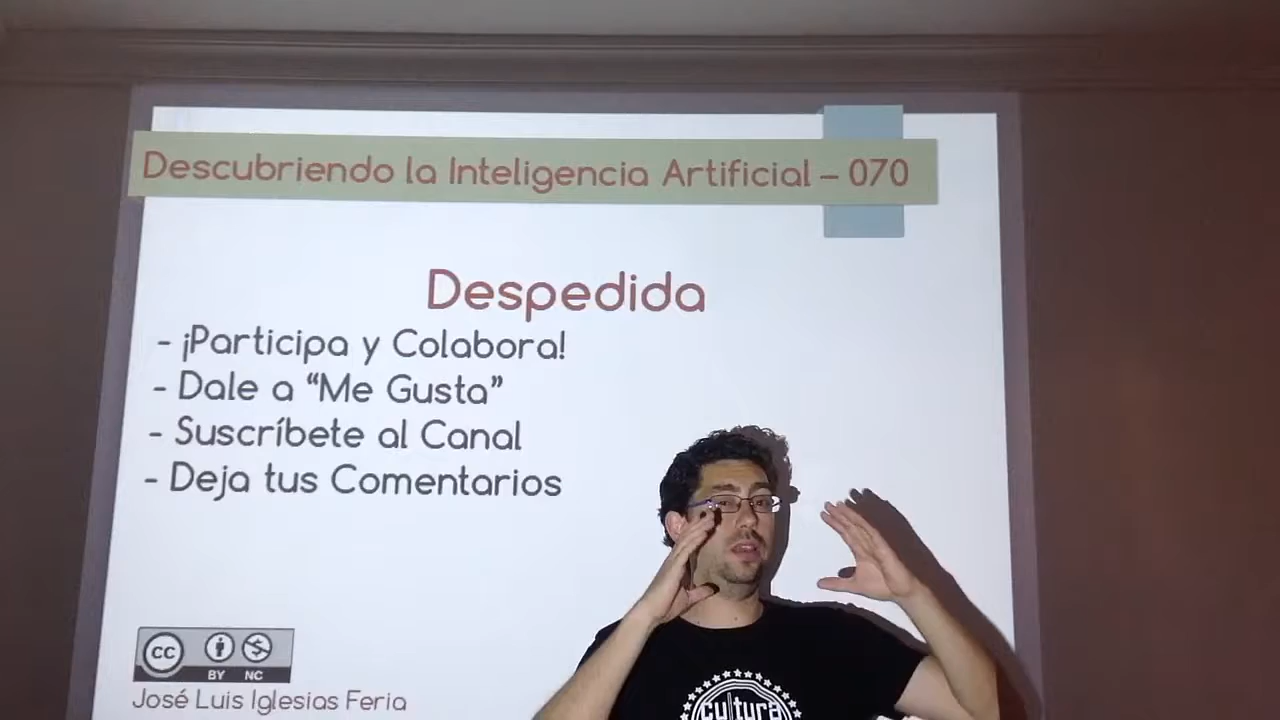 Descubriendo la Inteligencia Artificial – 070
Despedida
- ¡Participa y Colabora!
- Dale a “Me Gusta”
- Suscríbete al Canal
- Deja tus Comentarios
CC BY NC
José Luis Iglesias Feria
cultura